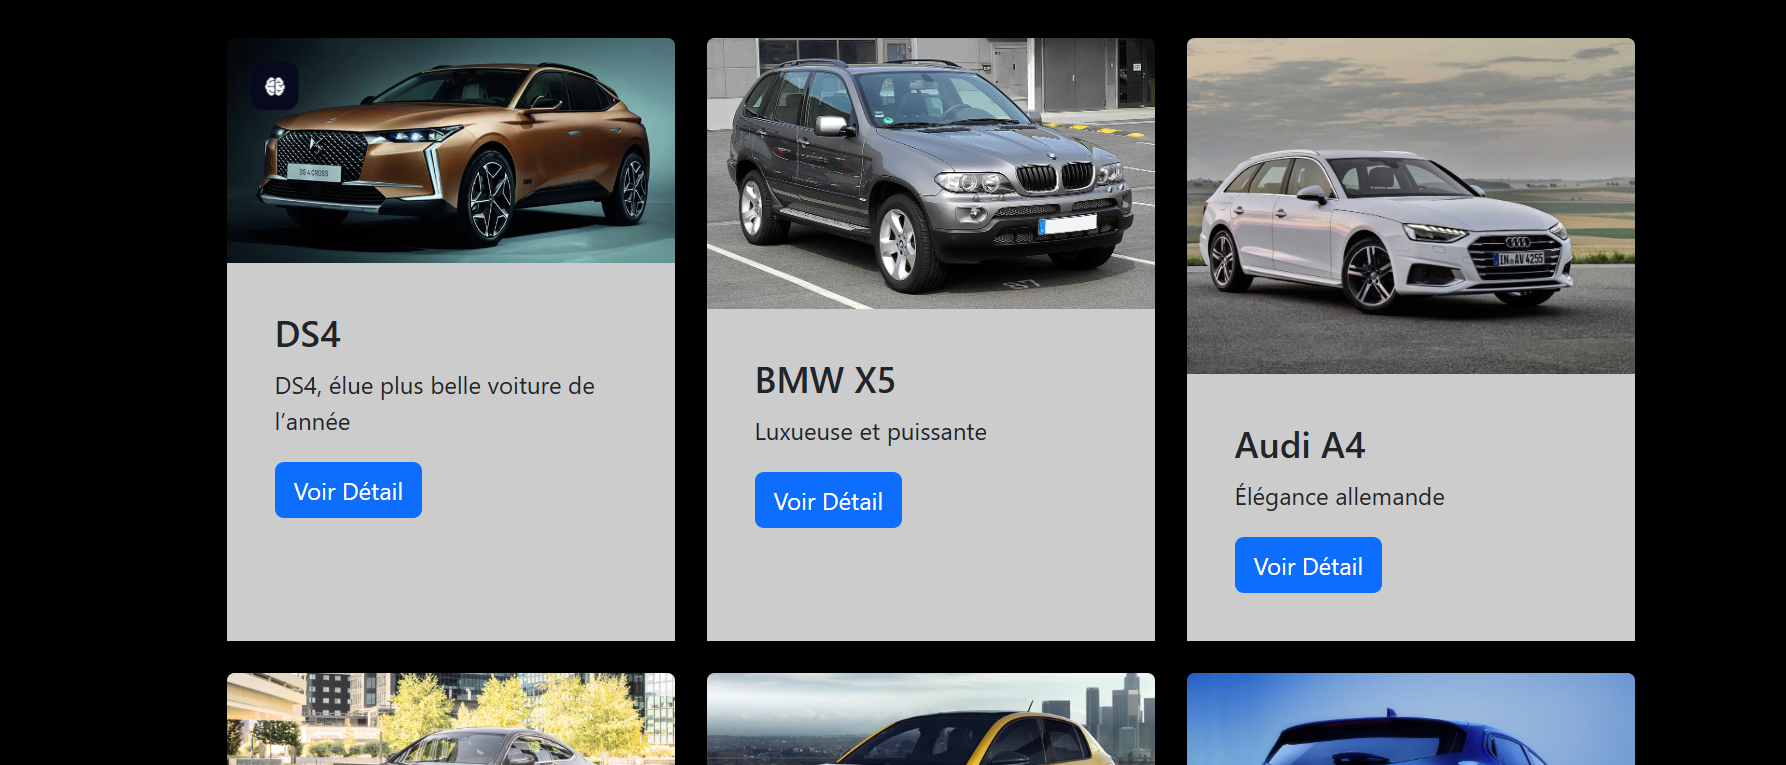 DS 4 CROSS
DS4
DS4, élue plus belle voiture de
l’année
Voir Détail
BMW X5
Luxueuse et puissante
Voir Détail
IN AV 4255
Audi A4
Élégance allemande
Voir Détail